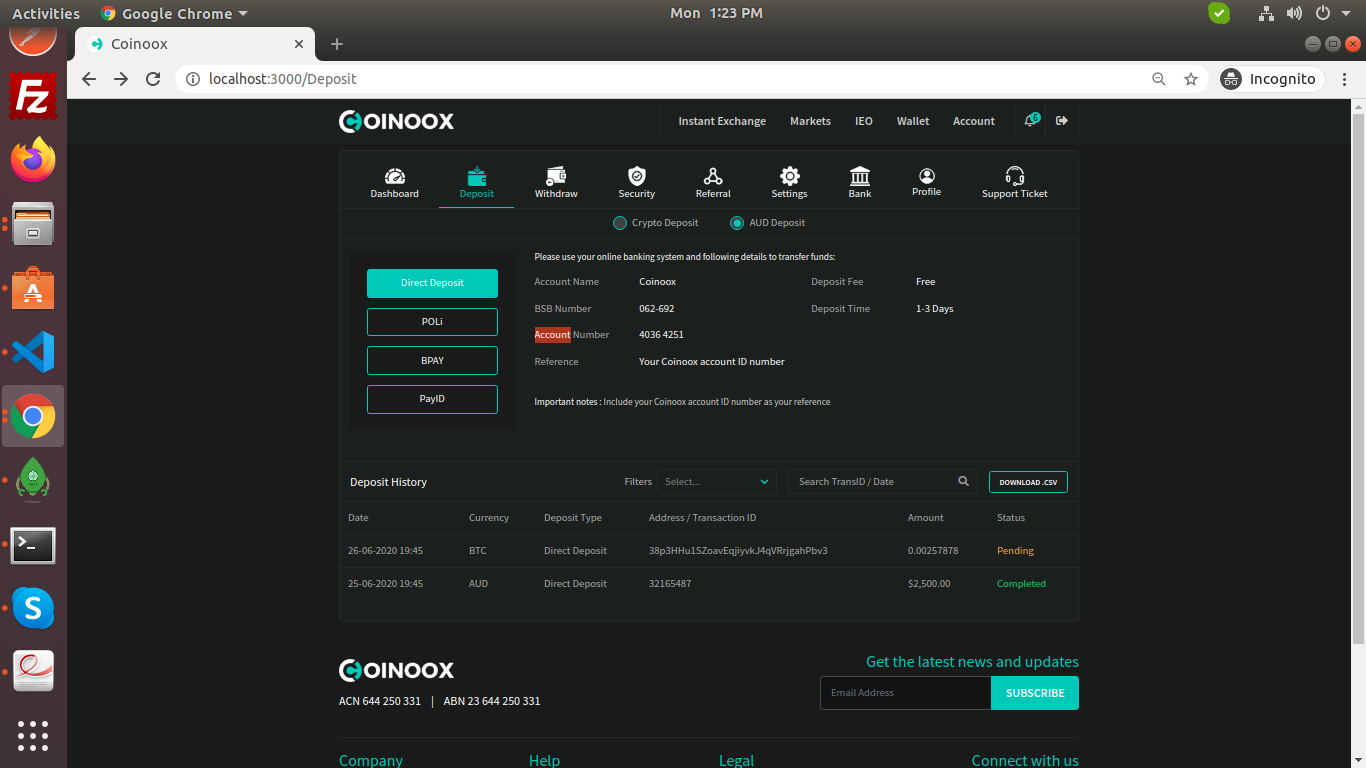 Activities Google Chrome Mon 1:23 PM
Coinoox
localhost:3000/Deposit Incognito
COINOOX Instant Exchange Markets IEO Wallet Account 6
Dashboard Deposit Withdraw Security Referral Settings Bank Profile Support Ticket
Crypto Deposit AUD Deposit
Direct Deposit
POLi
BPAY
PayID
Please use your online banking system and following details to transfer funds:
Account Name Coinoox Deposit Fee Free
BSB Number 062-692 Deposit Time 1-3 Days
Account Number 4036 4251
Reference Your Coinoox account ID number
Important notes : Include your Coinoox account ID number as your reference
Deposit History Filters Select... Search TransID / Date DOWNLOAD .CSV
Date Currency Deposit Type Address / Transaction ID Amount Status
26-06-2020 19:45 BTC Direct Deposit 38p3HHu1SZoavEqjiyvkJ4qVRrjgahPbv3 0.00257878 Pending
25-06-2020 19:45 AUD Direct Deposit 32165487 $2,500.00 Completed
COINOOX
ACN 644 250 331 | ABN 23 644 250 331
Get the latest news and updates
Email Address SUBSCRIBE
Company Help Legal Connect with us